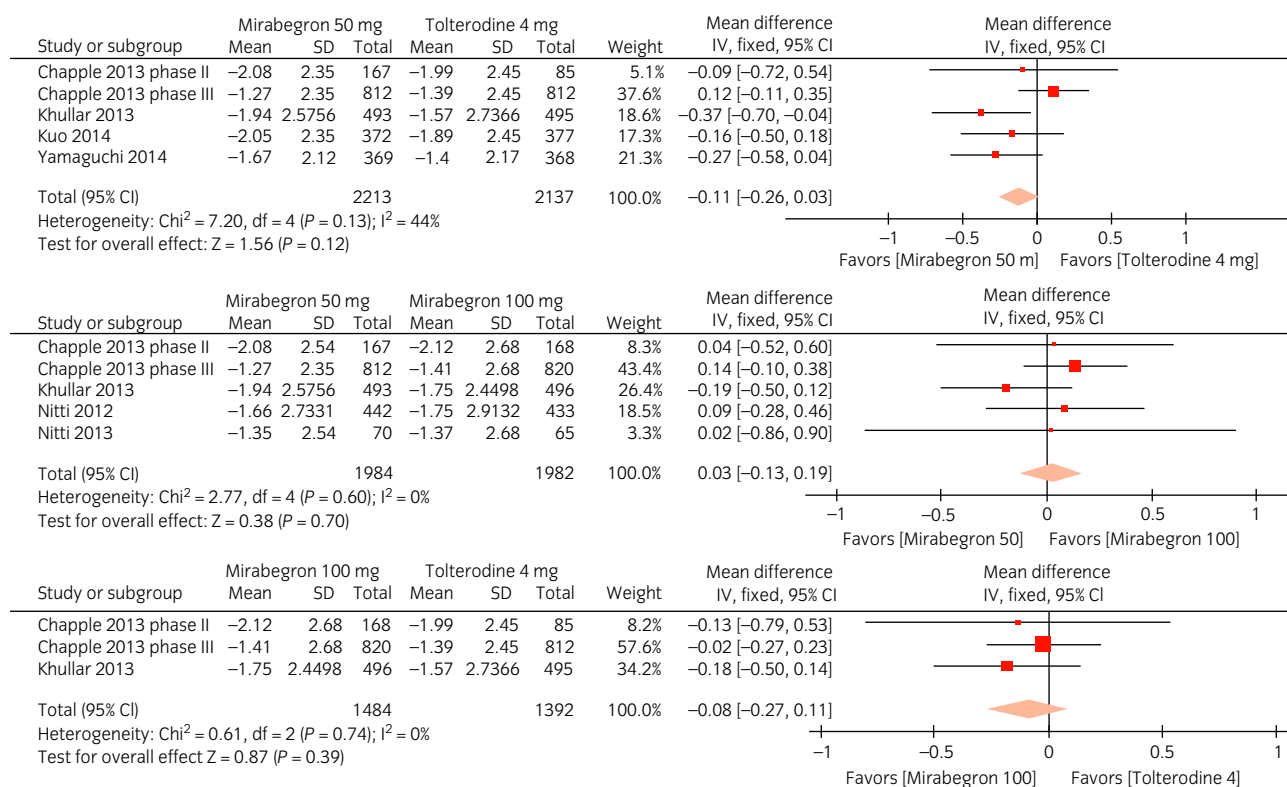 Mirabegron 50 mg Tolterodine 4 mg Mean difference Mean difference
Study or subgroup Mean SD Total Mean SD Total Weight IV, fixed, 95% CI IV, fixed, 95% CI
Chapple 2013 phase II −2.08 2.35 167 −1.99 2.45 85 5.1% −0.09 [−0.72, 0.54]
Chapple 2013 phase III −1.27 2.35 812 −1.39 2.45 812 37.6% 0.12 [−0.11, 0.35]
Khullar 2013 −1.94 2.5756 493 −1.57 2.7366 495 18.6% −0.37 [−0.70, −0.04]
Kuo 2014 −2.05 2.35 372 −1.89 2.45 377 17.3% −0.16 [−0.50, 0.18]
Yamaguchi 2014 −1.67 2.12 369 −1.4 2.17 368 21.3% −0.27 [−0.58, 0.04]
Total (95% CI) 2213 2137 100.0% −0.11 [−0.26, 0.03]
Heterogeneity: Chi² = 7.20, df = 4 (P = 0.13); I² = 44%
Test for overall effect: Z = 1.56 (P = 0.12)
−1 −0.5 0 0.5 1
Favors [Mirabegron 50 m] Favors [Tolterodine 4 mg]
Mirabegron 50 mg Mirabegron 100 mg Mean difference Mean difference
Study or subgroup Mean SD Total Mean SD Total Weight IV, fixed, 95% CI IV, fixed, 95% CI
Chapple 2013 phase II −2.08 2.54 167 −2.12 2.68 168 8.3% 0.04 [−0.52, 0.60]
Chapple 2013 phase III −1.27 2.35 812 −1.41 2.68 820 43.4% 0.14 [−0.10, 0.38]
Khullar 2013 −1.94 2.5756 493 −1.75 2.4498 496 26.4% −0.19 [−0.50, 0.12]
Nitti 2012 −1.66 2.7331 442 −1.75 2.9132 433 18.5% 0.09 [−0.28, 0.46]
Nitti 2013 −1.35 2.54 70 −1.37 2.68 65 3.3% 0.02 [−0.86, 0.90]
Total (95% CI) 1984 1982 100.0% 0.03 [−0.13, 0.19]
Heterogeneity: Chi² = 2.77, df = 4 (P = 0.60); I² = 0%
Test for overall effect: Z = 0.38 (P = 0.70)
−1 −0.5 0 0.5 1
Favors [Mirabegron 50] Favors [Mirabegron 100]
Mirabegron 100 mg Tolterodine 4 mg Mean difference Mean difference
Study or subgroup Mean SD Total Mean SD Total Weight IV, fixed, 95% CI IV, fixed, 95% CI
Chapple 2013 phase II −2.12 2.68 168 −1.99 2.45 85 8.2% −0.13 [−0.79, 0.53]
Chapple 2013 phase III −1.41 2.68 820 −1.39 2.45 812 57.6% −0.02 [−0.27, 0.23]
Khullar 2013 −1.75 2.4498 496 −1.57 2.7366 495 34.2% −0.18 [−0.50, 0.14]
Total (95% CI) 1484 1392 100.0% −0.08 [−0.27, 0.11]
Heterogeneity: Chi² = 0.61, df = 2 (P = 0.74); I² = 0%
Test for overall effect Z = 0.87 (P = 0.39)
−1 −0.5 0 0.5 1
Favors [Mirabegron 100] Favors [Tolterodine 4]